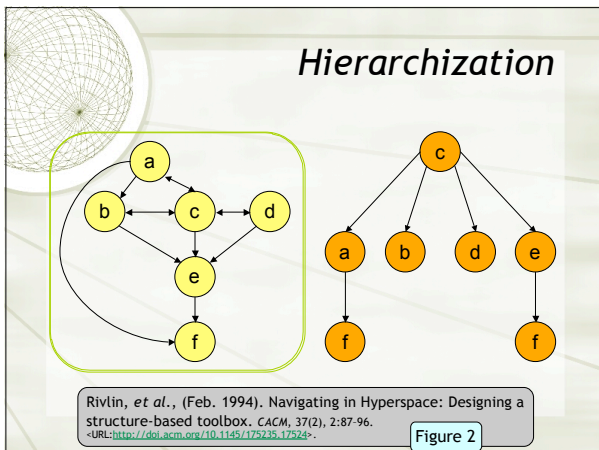 Hierarchization
a
b
c
d
e
f
c
a
b
d
e
f
f
Rivlin, et al., (Feb. 1994). Navigating in Hyperspace: Designing a
structure-based toolbox. CACM, 37(2), 2:87-96.
<URL:http://doi.acm.org/10.1145/175235.17524>.
Figure 2